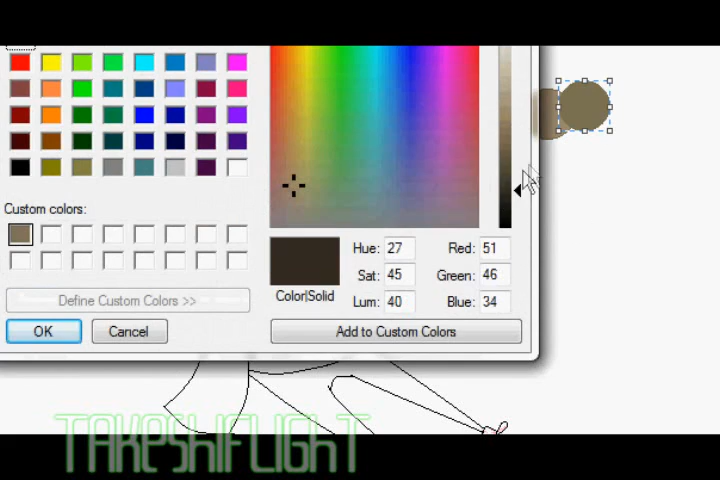 Custom colors:
Define Custom Colors >>
OK Cancel
Hue: 27 Red: 51
Sat: 45 Green: 46
Color|Solid
Lum: 40 Blue: 34
Add to Custom Colors
TAKESHIFLIGHT